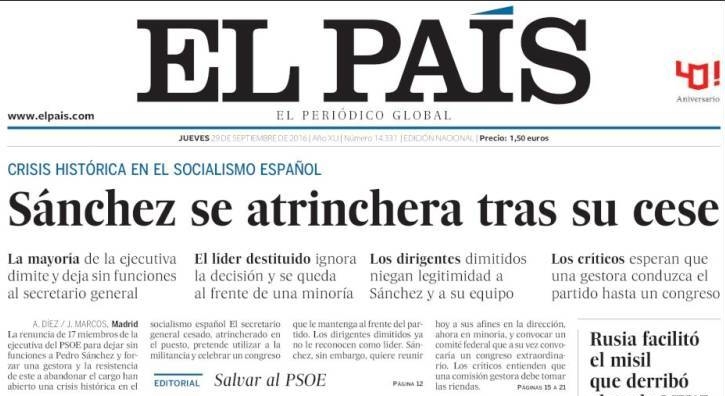 EL PAÍS
40!
Aniversario
www.elpais.com
EL PERIÓDICO GLOBAL
JUEVES 29 DE SEPTIEMBRE DE 2016 | Año XLI | Número 14.331 | EDICIÓN NACIONAL | Precio: 1,50 euros
CRISIS HISTÓRICA EN EL SOCIALISMO ESPAÑOL
Sánchez se atrinchera tras su cese
La mayoría de la ejecutiva
dimite y deja sin funciones
al secretario general
El líder destituido ignora
la decisión y se queda
al frente de una minoría
Los dirigentes dimitidos
niegan legitimidad a
Sánchez y a su equipo
Los críticos esperan que
una gestora conduzca el
partido hasta un congreso
A. DÍEZ / J. MARCOS, Madrid
La renuncia de 17 miembros de la
ejecutiva del PSOE para dejar sin
funciones a Pedro Sánchez y for-
zar una gestora y la resistencia
de este a abandonar el cargo han
abierto una crisis histórica en el
socialismo español El secretario
general cesado, atrincherado en
el puesto, pretende utilizar a la
militancia y celebrar un congreso
que le mantenga al frente del par-
tido. Los dirigentes dimitidos ya
no le reconocen como líder. Sán-
chez, sin embargo, quiere reunir
hoy a sus afines en la dirección,
ahora en minoría, y convocar un
comité federal que a su vez convo-
caría un congreso extraordina-
rio. Los críticos entienden que
una comisión gestora debe tomar
las riendas. PÁGINAS 15 A 21
EDITORIAL Salvar al PSOE PÁGINA 12
Rusia facilitó
el misil
que derribó